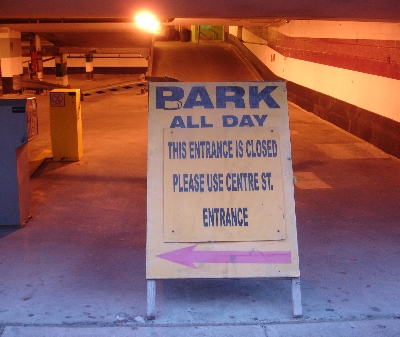 PARK
ALL DAY
THIS ENTRANCE IS CLOSED
PLEASE USE CENTRE ST.
ENTRANCE